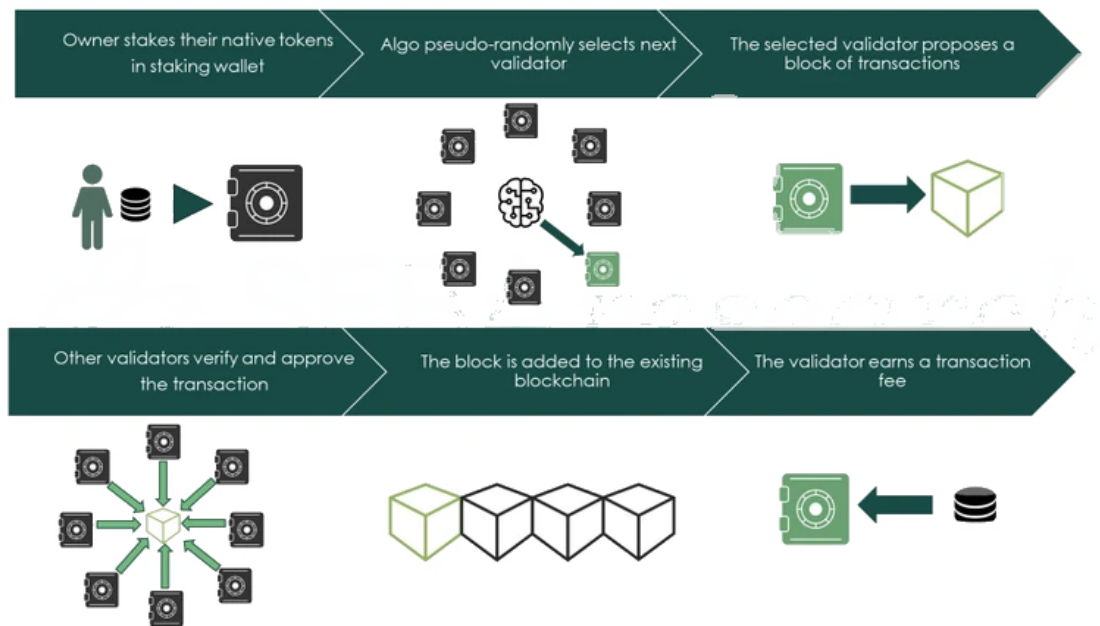 Owner stakes their native tokens
in staking wallet
Algo pseudo-randomly selects next
validator
The selected validator proposes a
block of transactions
Other validators verify and approve
the transaction
The block is added to the existing
blockchain
The validator earns a transaction
fee